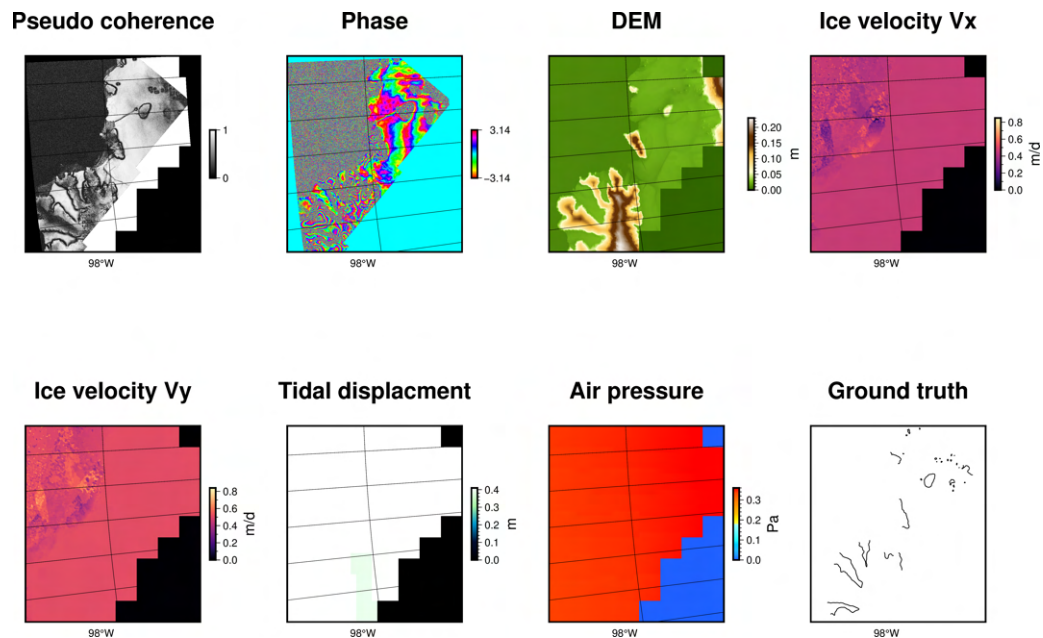 Pseudo coherence
Phase
DEM
Ice velocity Vx
1
0
3.14
−3.14
0.20
0.15
0.10
0.05
0.00
m
0.8
0.6
0.4
0.2
0.0
m/d
98°W
98°W
98°W
98°W
Ice velocity Vy
Tidal displacment
Air pressure
Ground truth
0.8
0.6
0.4
0.2
0.0
m/d
0.4
0.3
0.2
0.1
0.0
m
0.3
0.2
0.1
0.0
Pa
98°W
98°W
98°W
98°W